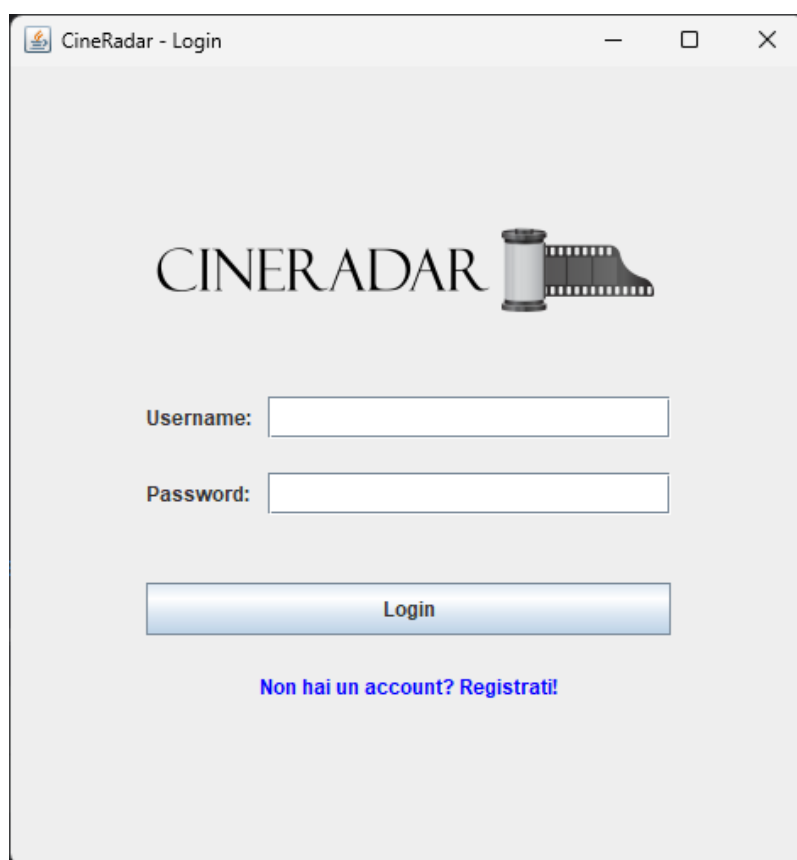 CineRadar - Login
CINERADAR
Username:
Password:
Login
Non hai un account? Registrati!